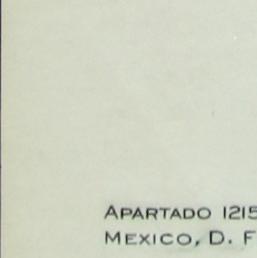 APARTADO 1215
MEXICO, D. F